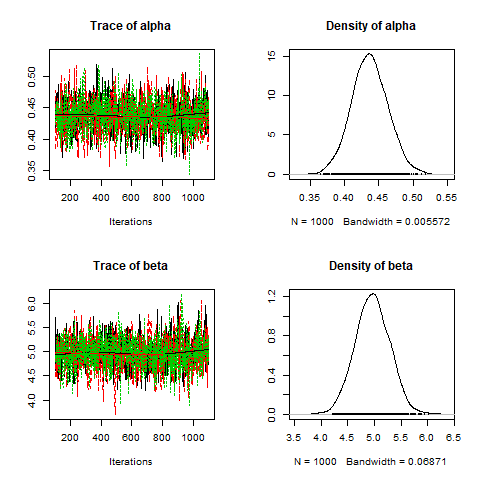 Trace of alpha
0.35 0.40 0.45 0.50
200 400 600 800 1000
Iterations
Density of alpha
0 5 10 15
0.35 0.40 0.45 0.50 0.55
N = 1000 Bandwidth = 0.005572
Trace of beta
4.0 4.5 5.0 5.5 6.0
200 400 600 800 1000
Iterations
Density of beta
0.0 0.4 0.8 1.2
3.5 4.0 4.5 5.0 5.5 6.0 6.5
N = 1000 Bandwidth = 0.06871